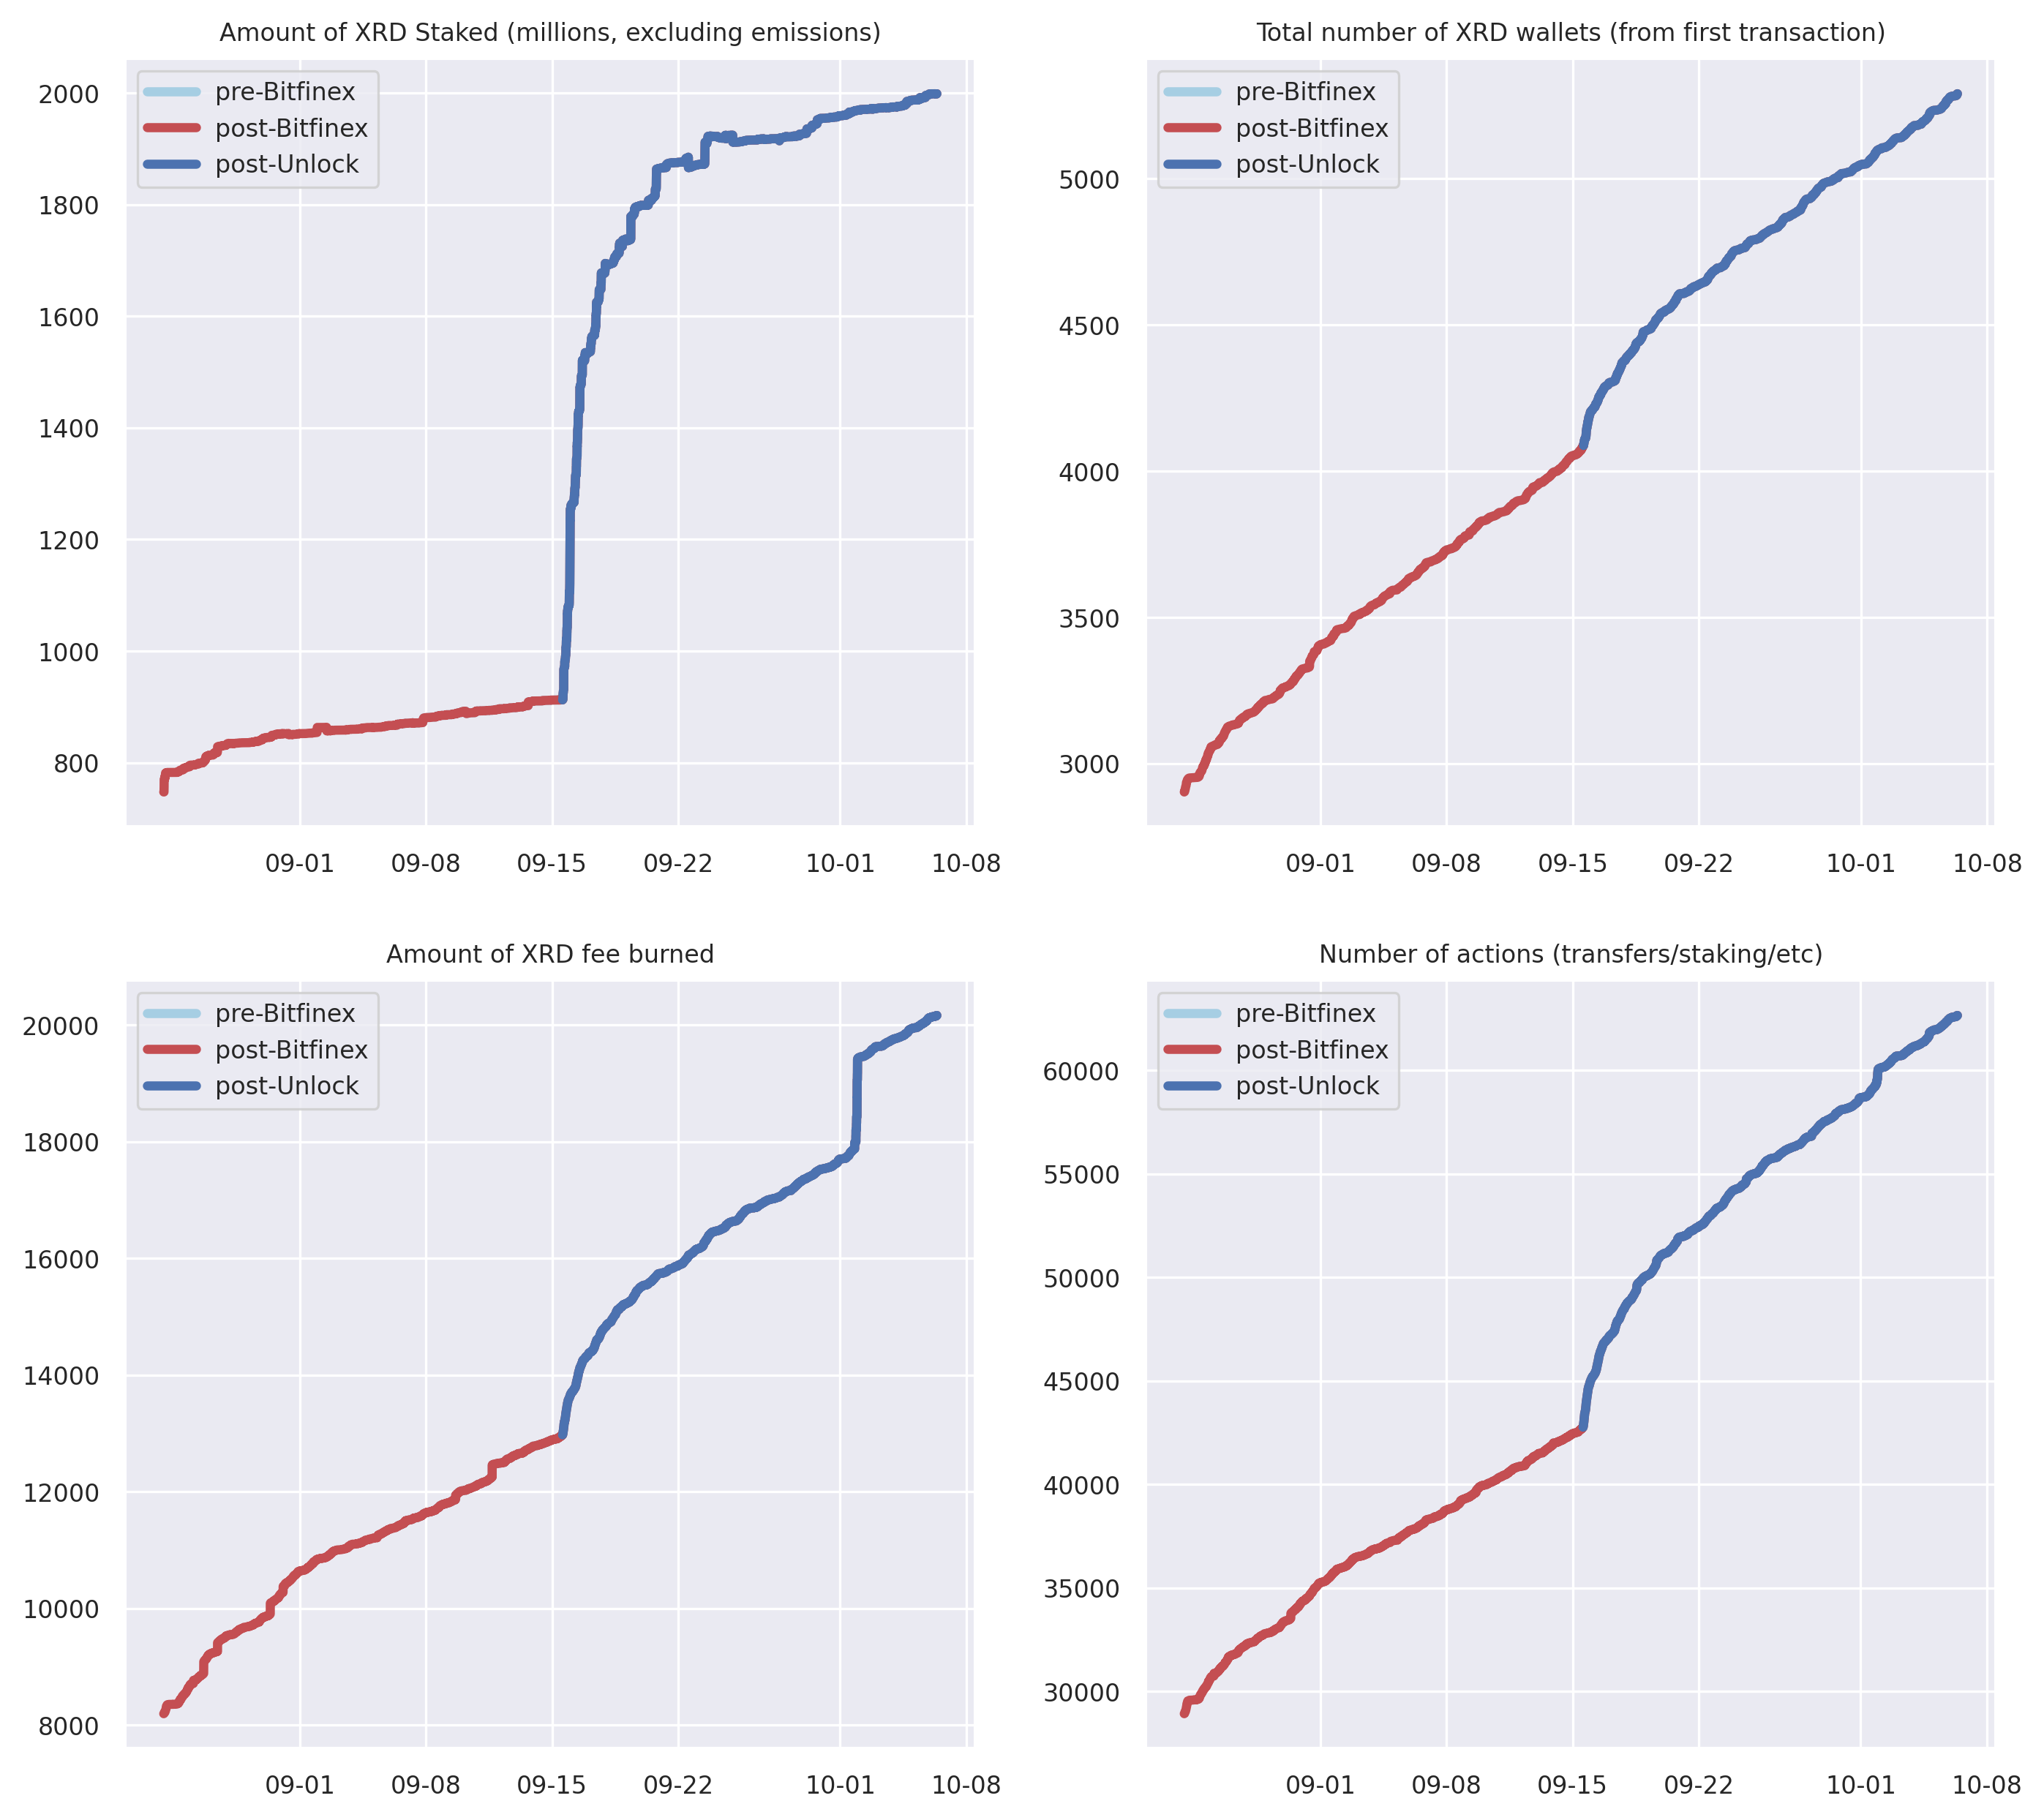 Amount of XRD Staked (millions, excluding emissions)
pre-Bitfinex
post-Bitfinex
post-Unlock
2000
1800
1600
1400
1200
1000
800
09-01 09-08 09-15 09-22 10-01 10-08
Total number of XRD wallets (from first transaction)
pre-Bitfinex
post-Bitfinex
post-Unlock
5000
4500
4000
3500
3000
09-01 09-08 09-15 09-22 10-01 10-08
Amount of XRD fee burned
pre-Bitfinex
post-Bitfinex
post-Unlock
20000
18000
16000
14000
12000
10000
8000
09-01 09-08 09-15 09-22 10-01 10-08
Number of actions (transfers/staking/etc)
pre-Bitfinex
post-Bitfinex
post-Unlock
60000
55000
50000
45000
40000
35000
30000
09-01 09-08 09-15 09-22 10-01 10-08